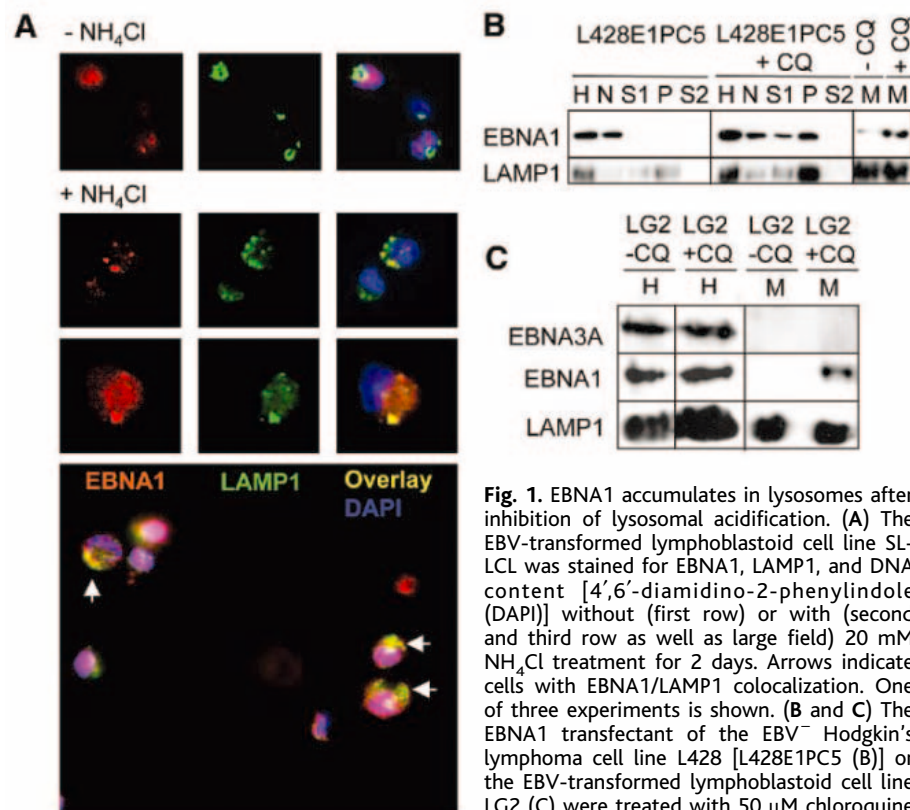 A
- NH₄Cl
+ NH₄Cl
EBNA1
LAMP1
Overlay
DAPI
B
L428E1PC5
L428E1PC5
+ CQ
- CQ
+ CQ
H N S1 P S2 H N S1 P S2 M M
EBNA1
LAMP1
C
LG2 LG2 LG2 LG2
-CQ +CQ -CQ +CQ
H H M M
EBNA3A
EBNA1
LAMP1
Fig. 1. EBNA1 accumulates in lysosomes after
inhibition of lysosomal acidification. (A) The
EBV-transformed lymphoblastoid cell line SL-
LCL was stained for EBNA1, LAMP1, and DNA
content [4′,6′-diamidino-2-phenylindole
(DAPI)] without (first row) or with (second
and third row as well as large field) 20 mM
NH₄Cl treatment for 2 days. Arrows indicate
cells with EBNA1/LAMP1 colocalization. One
of three experiments is shown. (B and C) The
EBNA1 transfectant of the EBV⁻ Hodgkin's
lymphoma cell line L428 [L428E1PC5 (B)] or
the EBV-transformed lymphoblastoid cell line
LG2 (C) were treated with 50 μM chloroquine